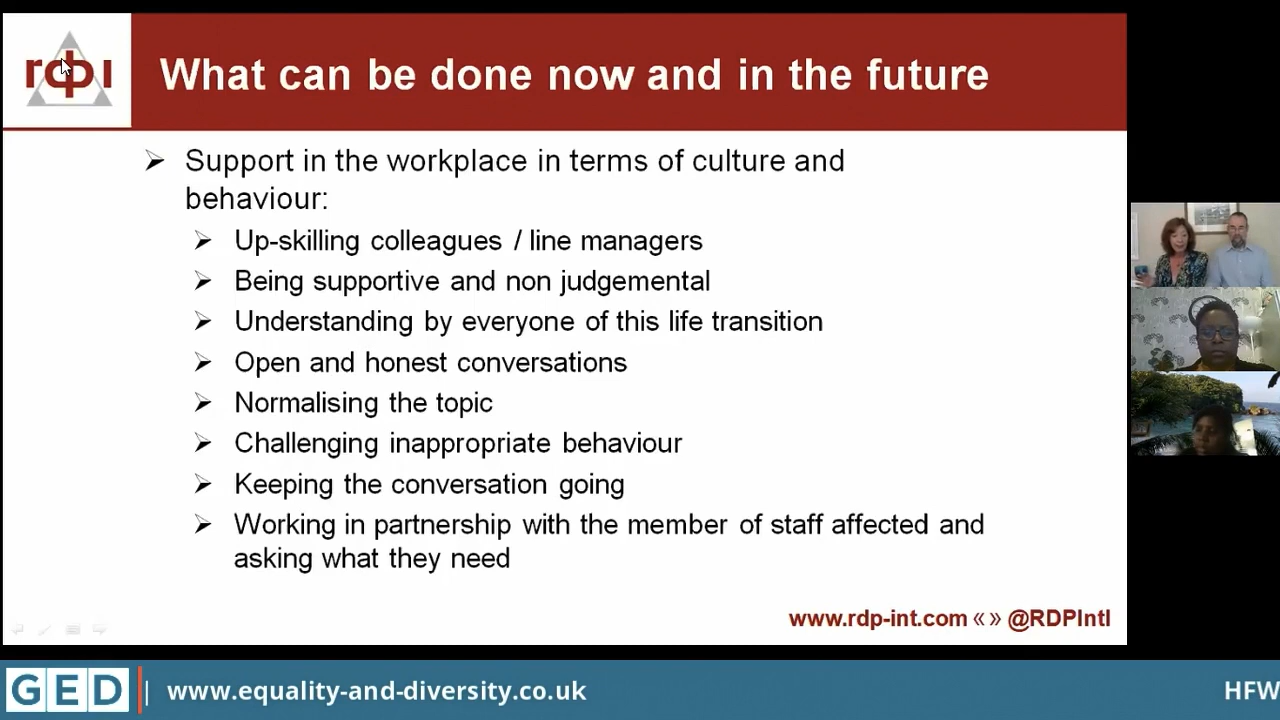 rdpi
What can be done now and in the future
Support in the workplace in terms of culture and
behaviour:
Up-skilling colleagues / line managers
Being supportive and non judgemental
Understanding by everyone of this life transition
Open and honest conversations
Normalising the topic
Challenging inappropriate behaviour
Keeping the conversation going
Working in partnership with the member of staff affected and
asking what they need
www.rdp-int.com «» @RDPIntl
GED | www.equality-and-diversity.co.uk
HFW